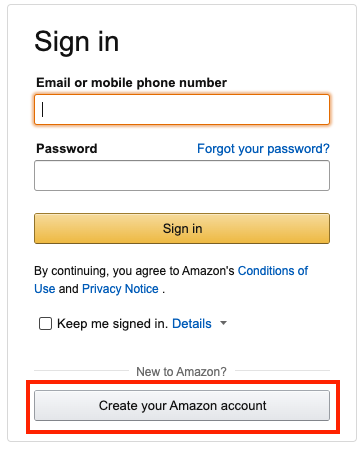 Sign in
Email or mobile phone number
Password Forgot your password?
Sign in
By continuing, you agree to Amazon's Conditions of
Use and Privacy Notice .
Keep me signed in. Details
New to Amazon?
Create your Amazon account